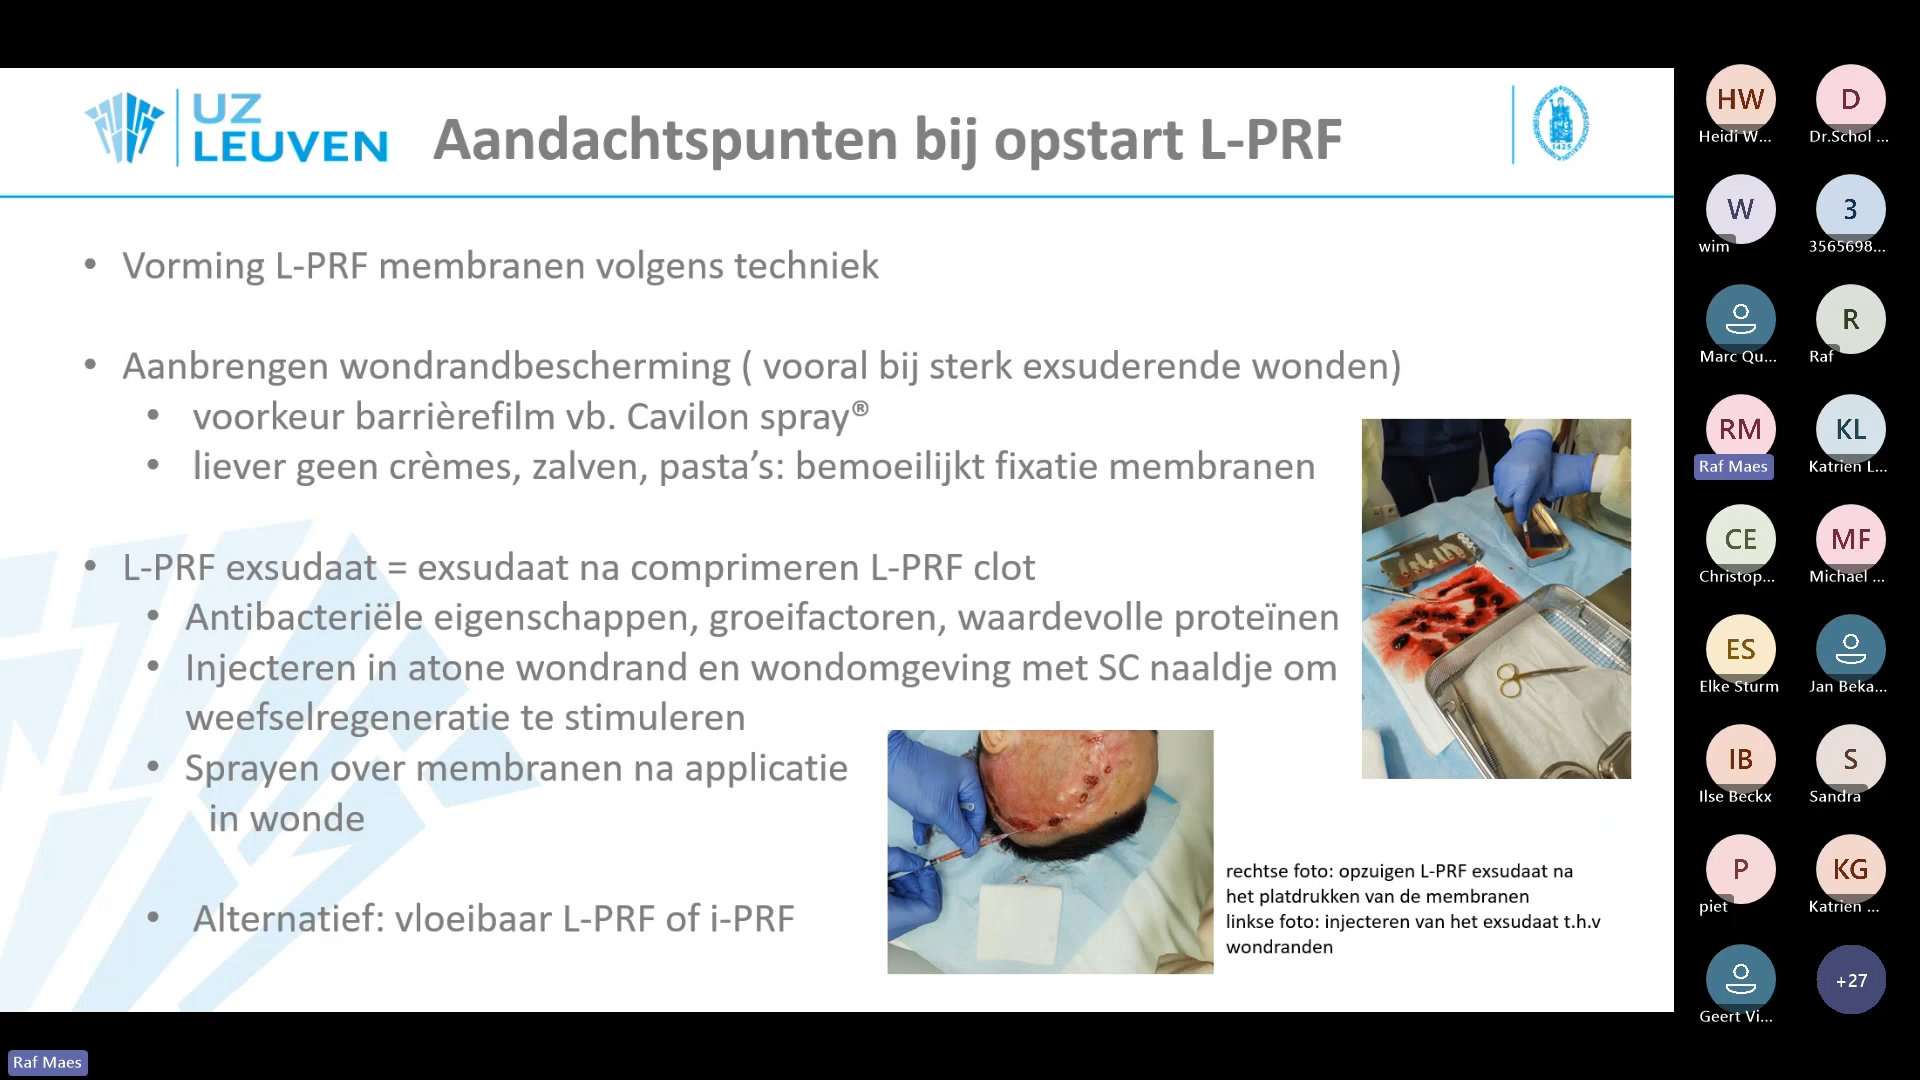 UZ
LEUVEN
Aandachtspunten bij opstart L-PRF
1425
• Vorming L-PRF membranen volgens techniek
• Aanbrengen wondrandbescherming ( vooral bij sterk exsuderende wonden)
• voorkeur barrièrefilm vb. Cavilon spray®
• liever geen crèmes, zalven, pasta’s: bemoeilijkt fixatie membranen
• L-PRF exsudaat = exsudaat na comprimeren L-PRF clot
• Antibacteriële eigenschappen, groeifactoren, waardevolle proteïnen
• Injecteren in atone wondrand en wondomgeving met SC naaldje om
weefselregeneratie te stimuleren
• Sprayen over membranen na applicatie
in wonde
• Alternatief: vloeibaar L-PRF of i-PRF
rechtse foto: opzuigen L-PRF exsudaat na
het platdrukken van de membranen
linkse foto: injecteren van het exsudaat t.h.v
wondranden
HW
Heidi W...
D
Dr.Schol ...
W
wim
3
3565698...
Marc Qu...
R
Raf
RM
Raf Maes
KL
Katrien L...
CE
Christop...
MF
Michael ...
ES
Elke Sturm
Jan Beka...
IB
Ilse Beckx
S
Sandra
P
piet
KG
Katrien ...
Geert Vi...
+27
Raf Maes